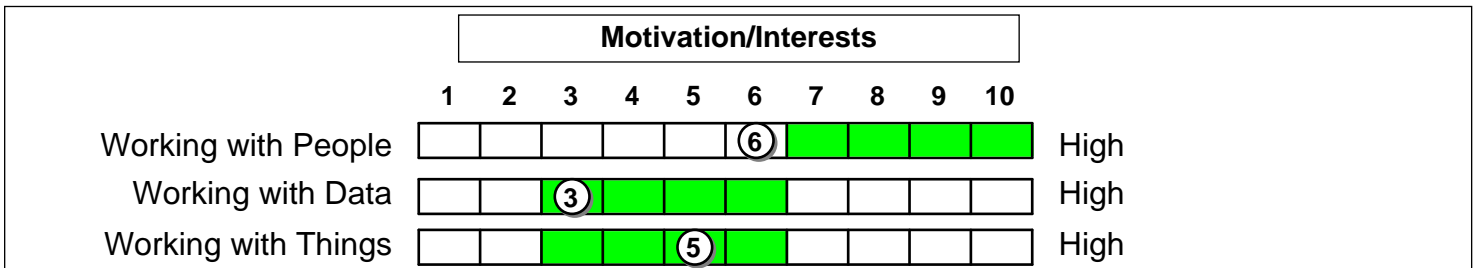 Motivation/Interests
1 2 3 4 5 6 7 8 9 10
Working with People 6 High
Working with Data 3 High
Working with Things 5 High